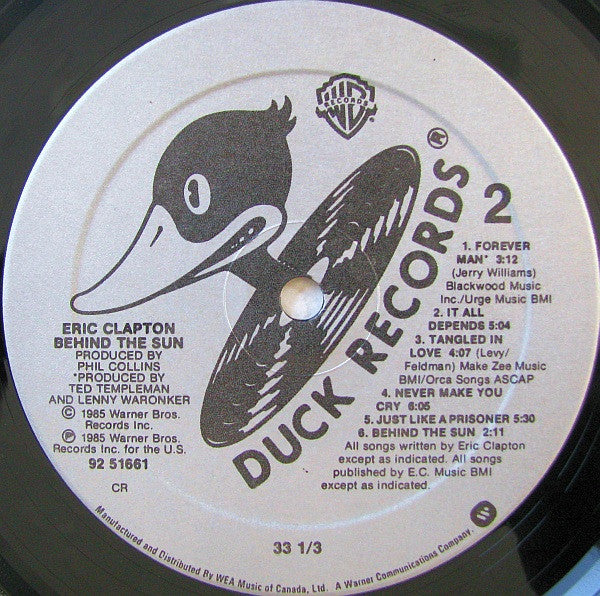 WB
RECORDS
DUCK RECORDS®
2
1. FOREVER
MAN* 3:12
(Jerry Williams)
Blackwood Music
Inc./Urge Music BMI
2. IT ALL
DEPENDS 5:04
3. TANGLED IN
LOVE 4:07 (Levy/
Feldman) Make Zee Music
BMI/Orca Songs ASCAP
4. NEVER MAKE YOU
CRY 6:05
5. JUST LIKE A PRISONER 5:30
6. BEHIND THE SUN 2:11
All songs written by Eric Clapton
except as indicated. All songs
published by E.C. Music BMI
except as indicated.
ERIC CLAPTON
BEHIND THE SUN
PRODUCED BY
PHIL COLLINS
*PRODUCED BY
TED TEMPLEMAN
AND LENNY WARONKER
© 1985 Warner Bros.
Records Inc.
℗ 1985 Warner Bros.
Records Inc. for the U.S.
92 51661
CR
33 1/3
Manufactured and Distributed By WEA Music of Canada, Ltd. A Warner Communications Company.